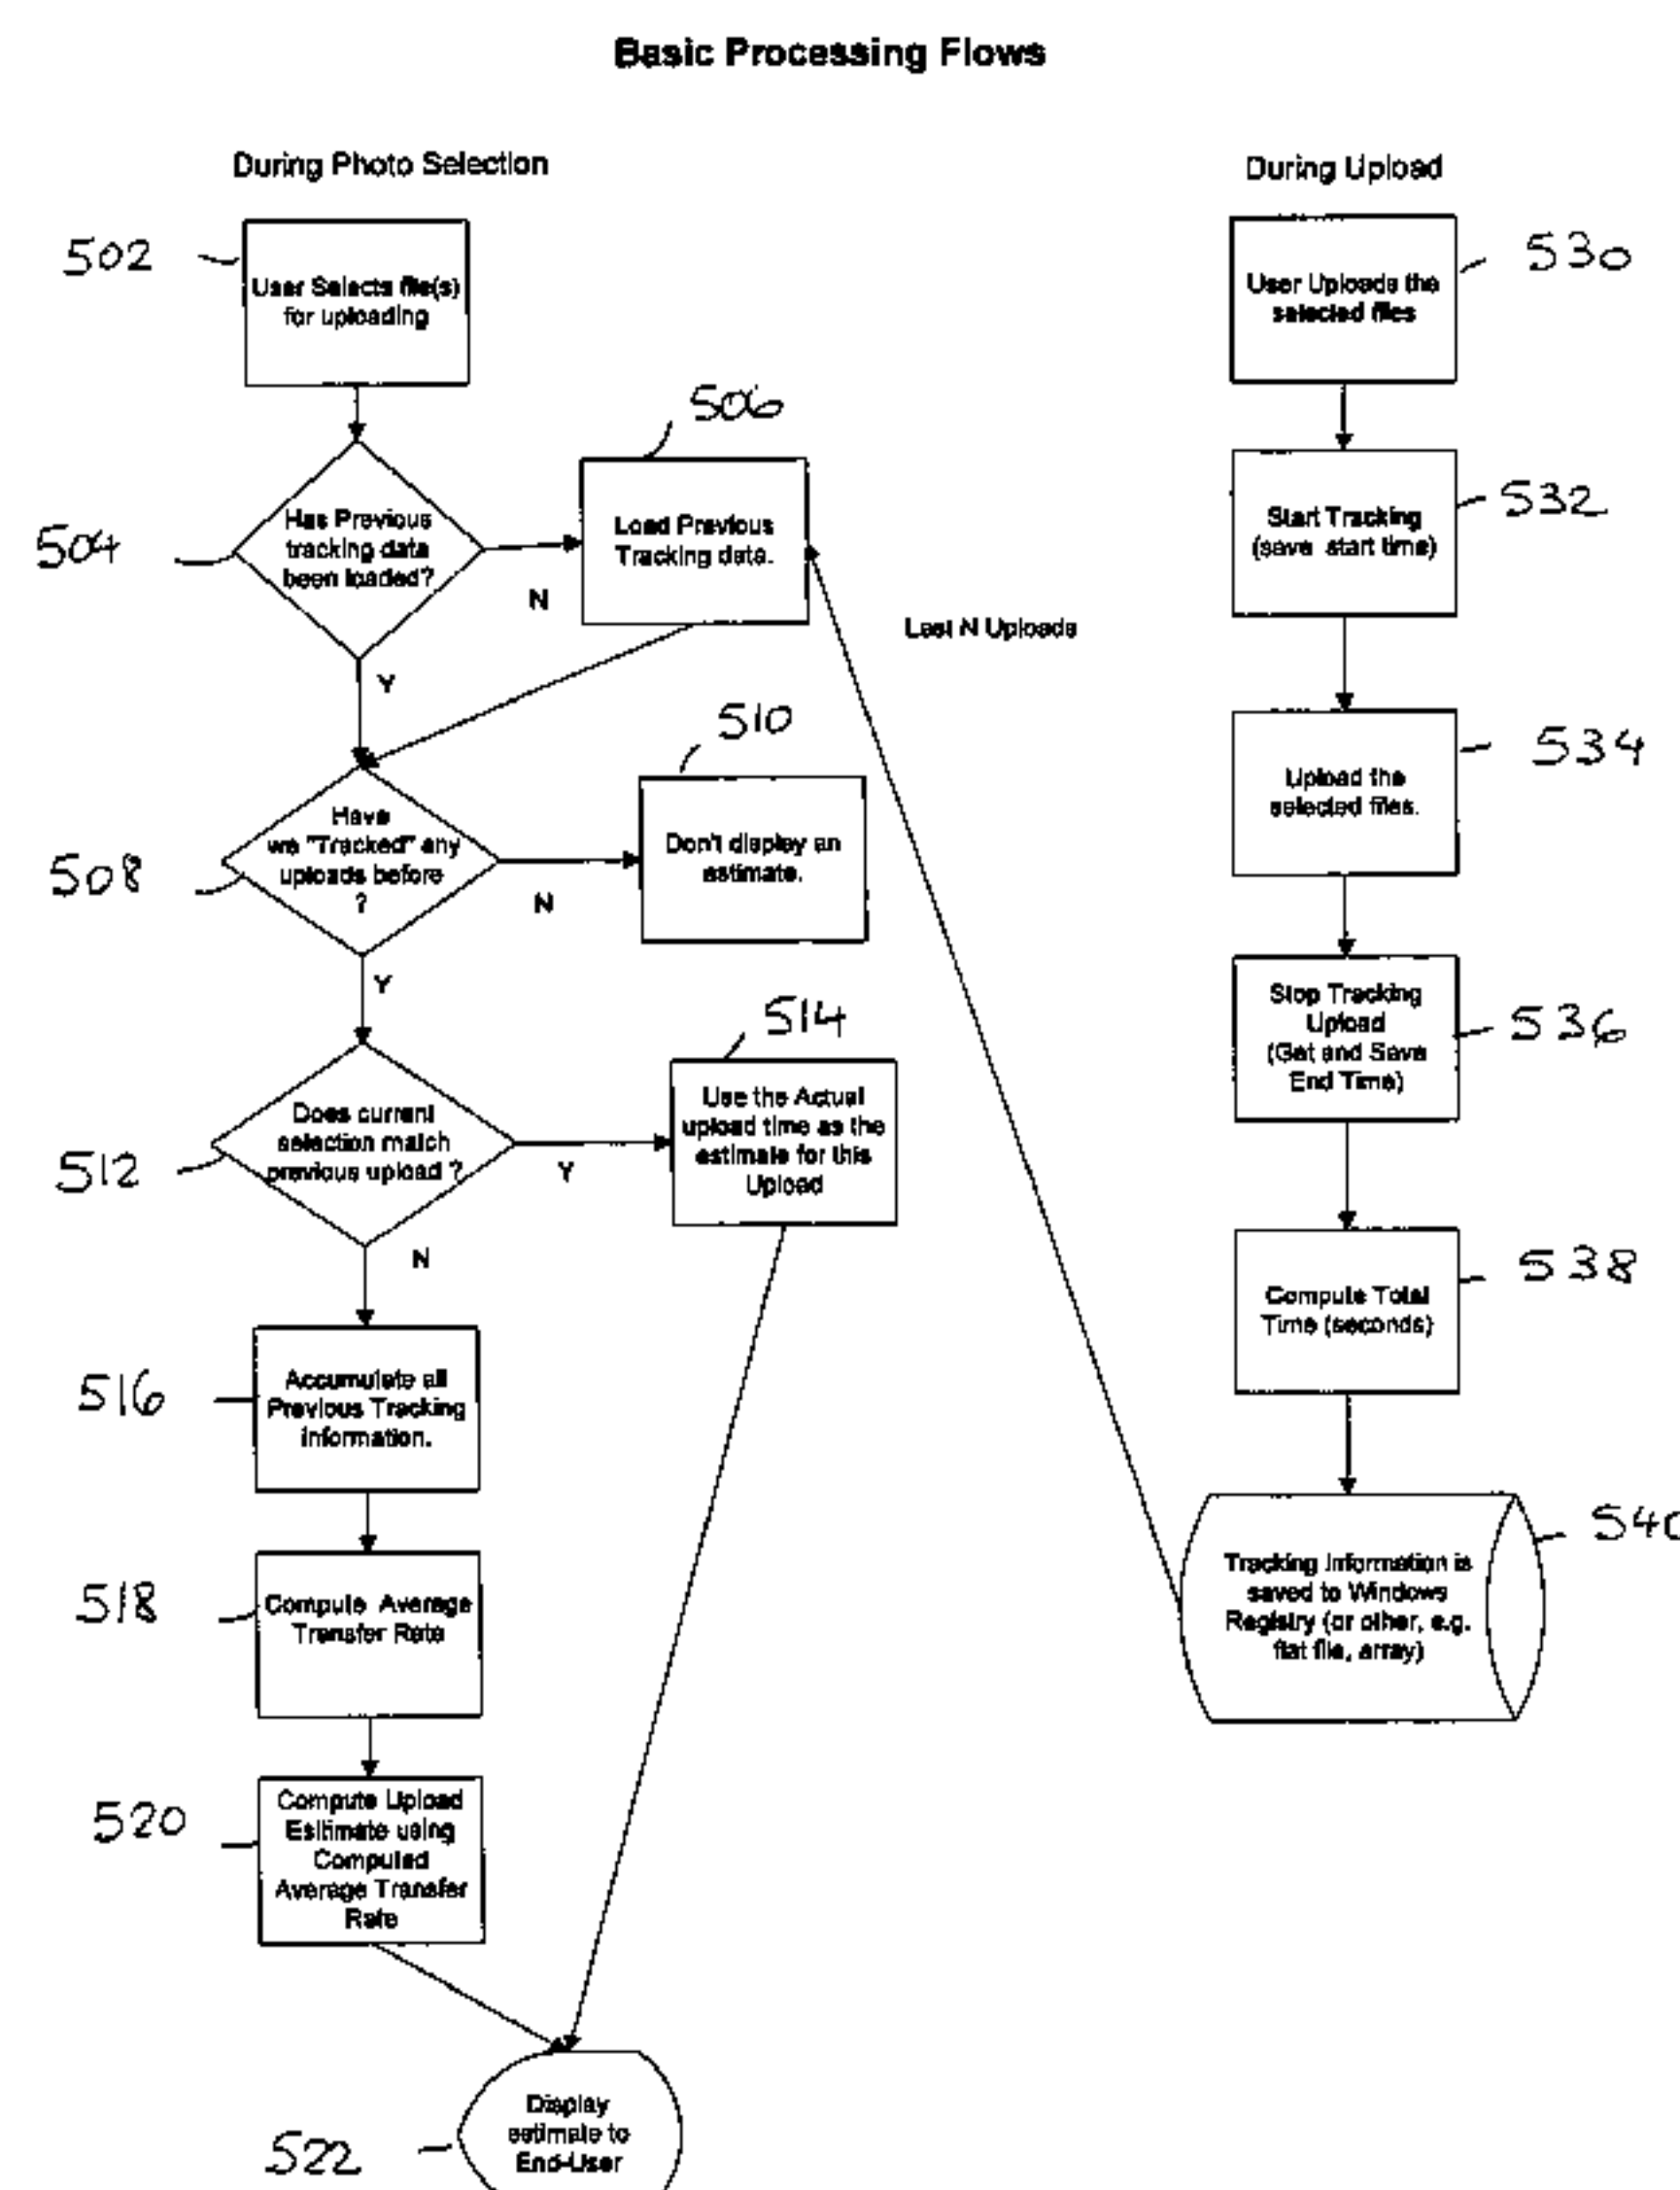 Basic Processing Flows
During Photo Selection
502
User Selects file(s)
for uploading
504
Has Previous
tracking data
been loaded?
N
Y
506
Load Previous
Tracking data.
Last N Uploads
508
Have
we "Tracked" any
uploads before
?
N
Y
510
Don't display an
estimate.
512
Does current
selection match
previous upload ?
Y
N
514
Use the Actual
upload time as the
estimate for this
Upload
516
Accumulate all
Previous Tracking
information.
518
Compute Average
Transfer Rate
520
Compute Upload
Esitimate using
Computed
Average Transfer
Rate
522
Display
estimate to
End-User
During Upload
530
User Uploads the
selected files
532
Start Tracking
(save start time)
534
Upload the
selected files.
536
Stop Tracking
Upload
(Get and Save
End Time)
538
Compute Total
Time (seconds)
540
Tracking Information is
saved to Windows
Registry (or other, e.g.
flat file, array)